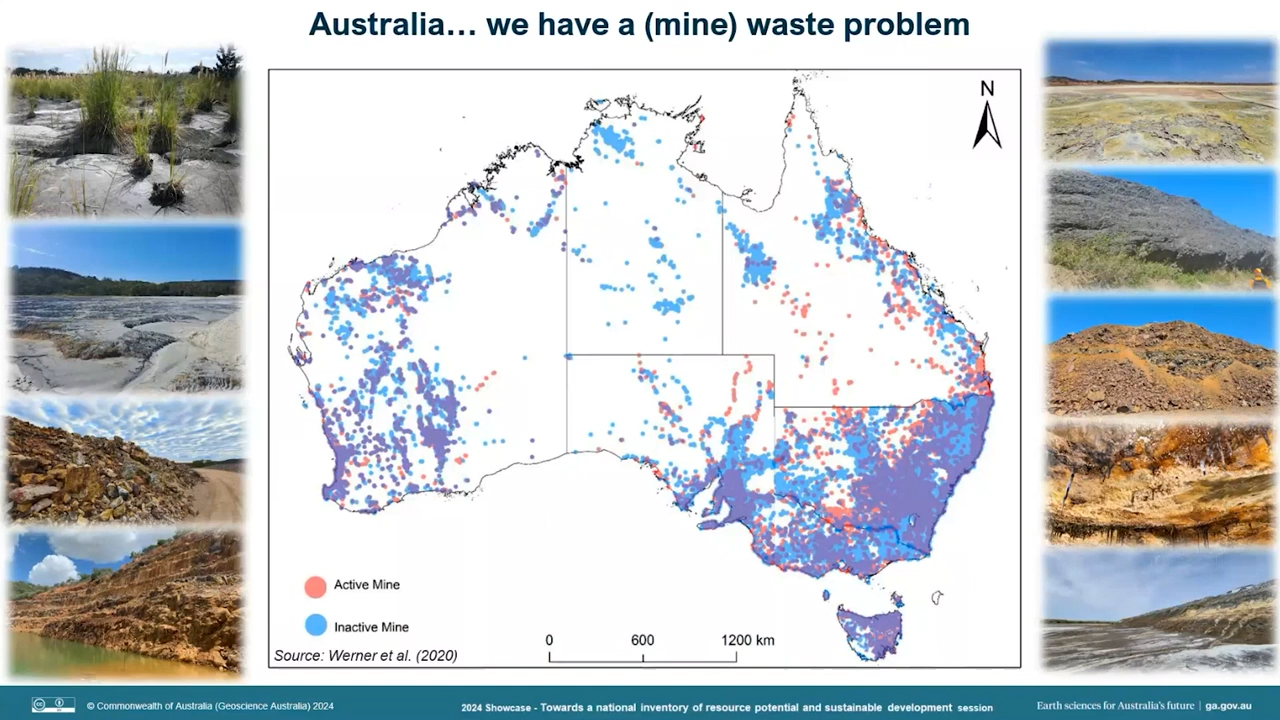 Australia… we have a (mine) waste problem
N
Active Mine
Inactive Mine
0 600 1200 km
Source: Werner et al. (2020)
© Commonwealth of Australia (Geoscience Australia) 2024
2024 Showcase - Towards a national inventory of resource potential and sustainable development session
Earth sciences for Australia's future | ga.gov.au